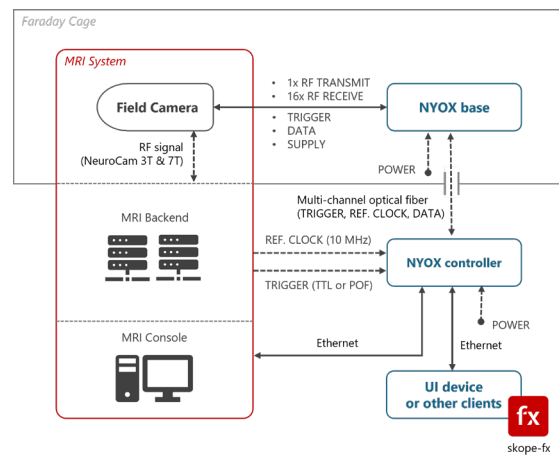 Faraday Cage
MRI System
Field Camera
• 1x RF TRANSMIT
• 16x RF RECEIVE
• TRIGGER
• DATA
• SUPPLY
NYOX base
RF signal
(NeuroCam 3T & 7T)
POWER
Multi-channel optical fiber
(TRIGGER, REF. CLOCK, DATA)
MRI Backend
REF. CLOCK (10 MHz)
NYOX controller
TRIGGER (TTL or POF)
POWER
MRI Console
Ethernet
Ethernet
UI device
or other clients
fx
skope-fx